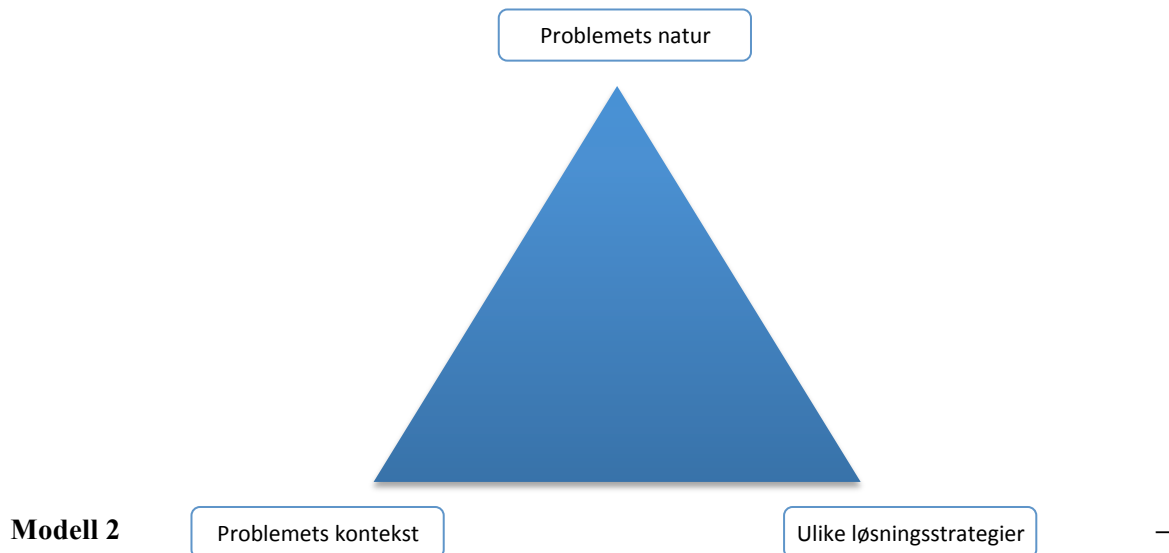 Problemets natur
Modell 2 Problemets kontekst Ulike løsningsstrategier –